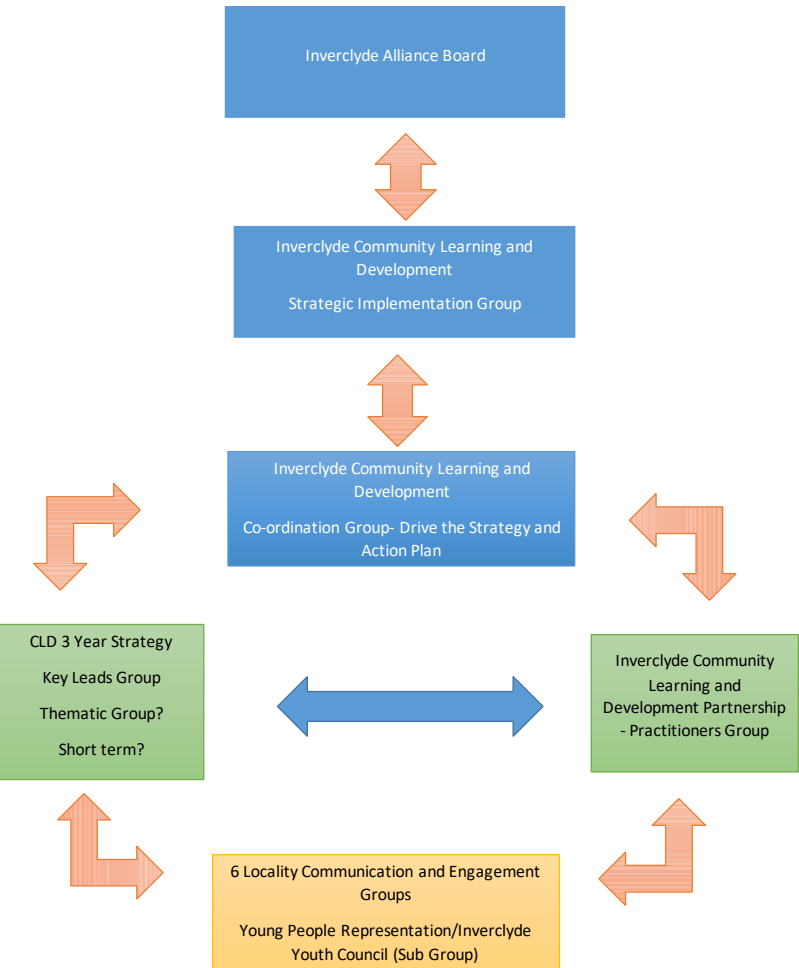 Inverclyde Alliance Board
Inverclyde Community Learning and
Development
Strategic Implementation Group
Inverclyde Community Learning and
Development
Co-ordination Group- Drive the Strategy and
Action Plan
CLD 3 Year Strategy
Key Leads Group
Thematic Group?
Short term?
Inverclyde Community
Learning and
Development Partnership
- Practitioners Group
6 Locality Communication and Engagement
Groups
Young People Representation/Inverclyde
Youth Council (Sub Group)